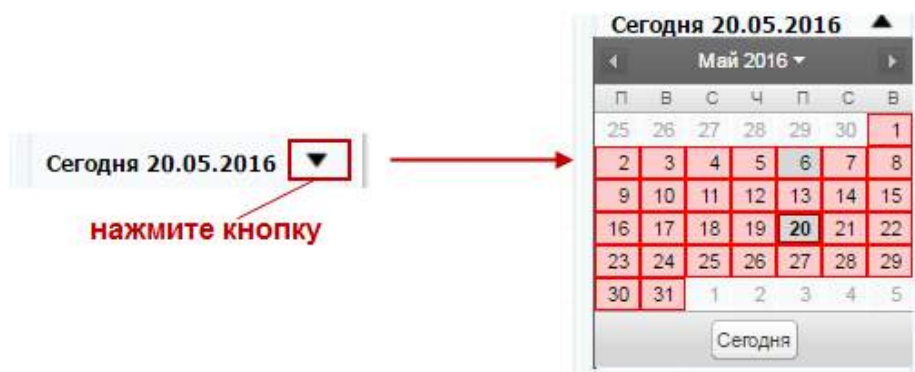 Сегодня 20.05.2016
нажмите кнопку
Сегодня 20.05.2016
Май 2016
П В С Ч П С В
25 26 27 28 29 30 1
2 3 4 5 6 7 8
9 10 11 12 13 14 15
16 17 18 19 20 21 22
23 24 25 26 27 28 29
30 31 1 2 3 4 5
Сегодня